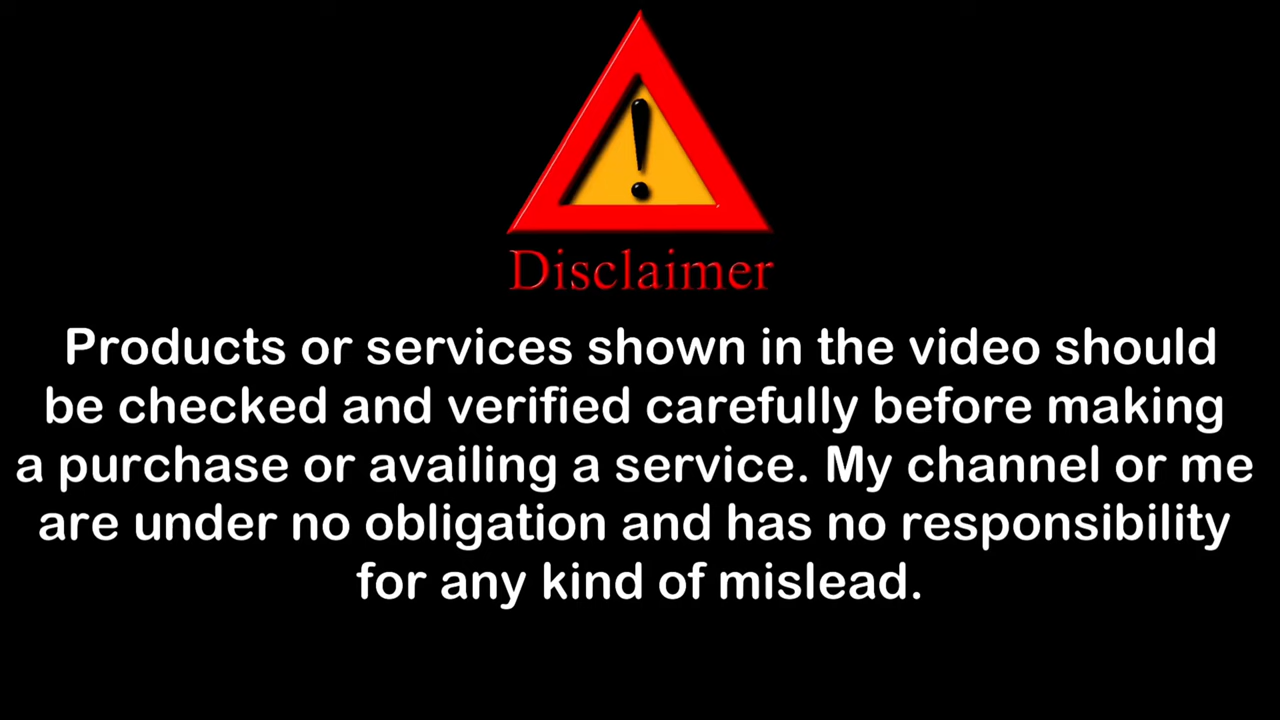 Disclaimer
Products or services shown in the video should
be checked and verified carefully before making
a purchase or availing a service. My channel or me
are under no obligation and has no responsibility
for any kind of mislead.